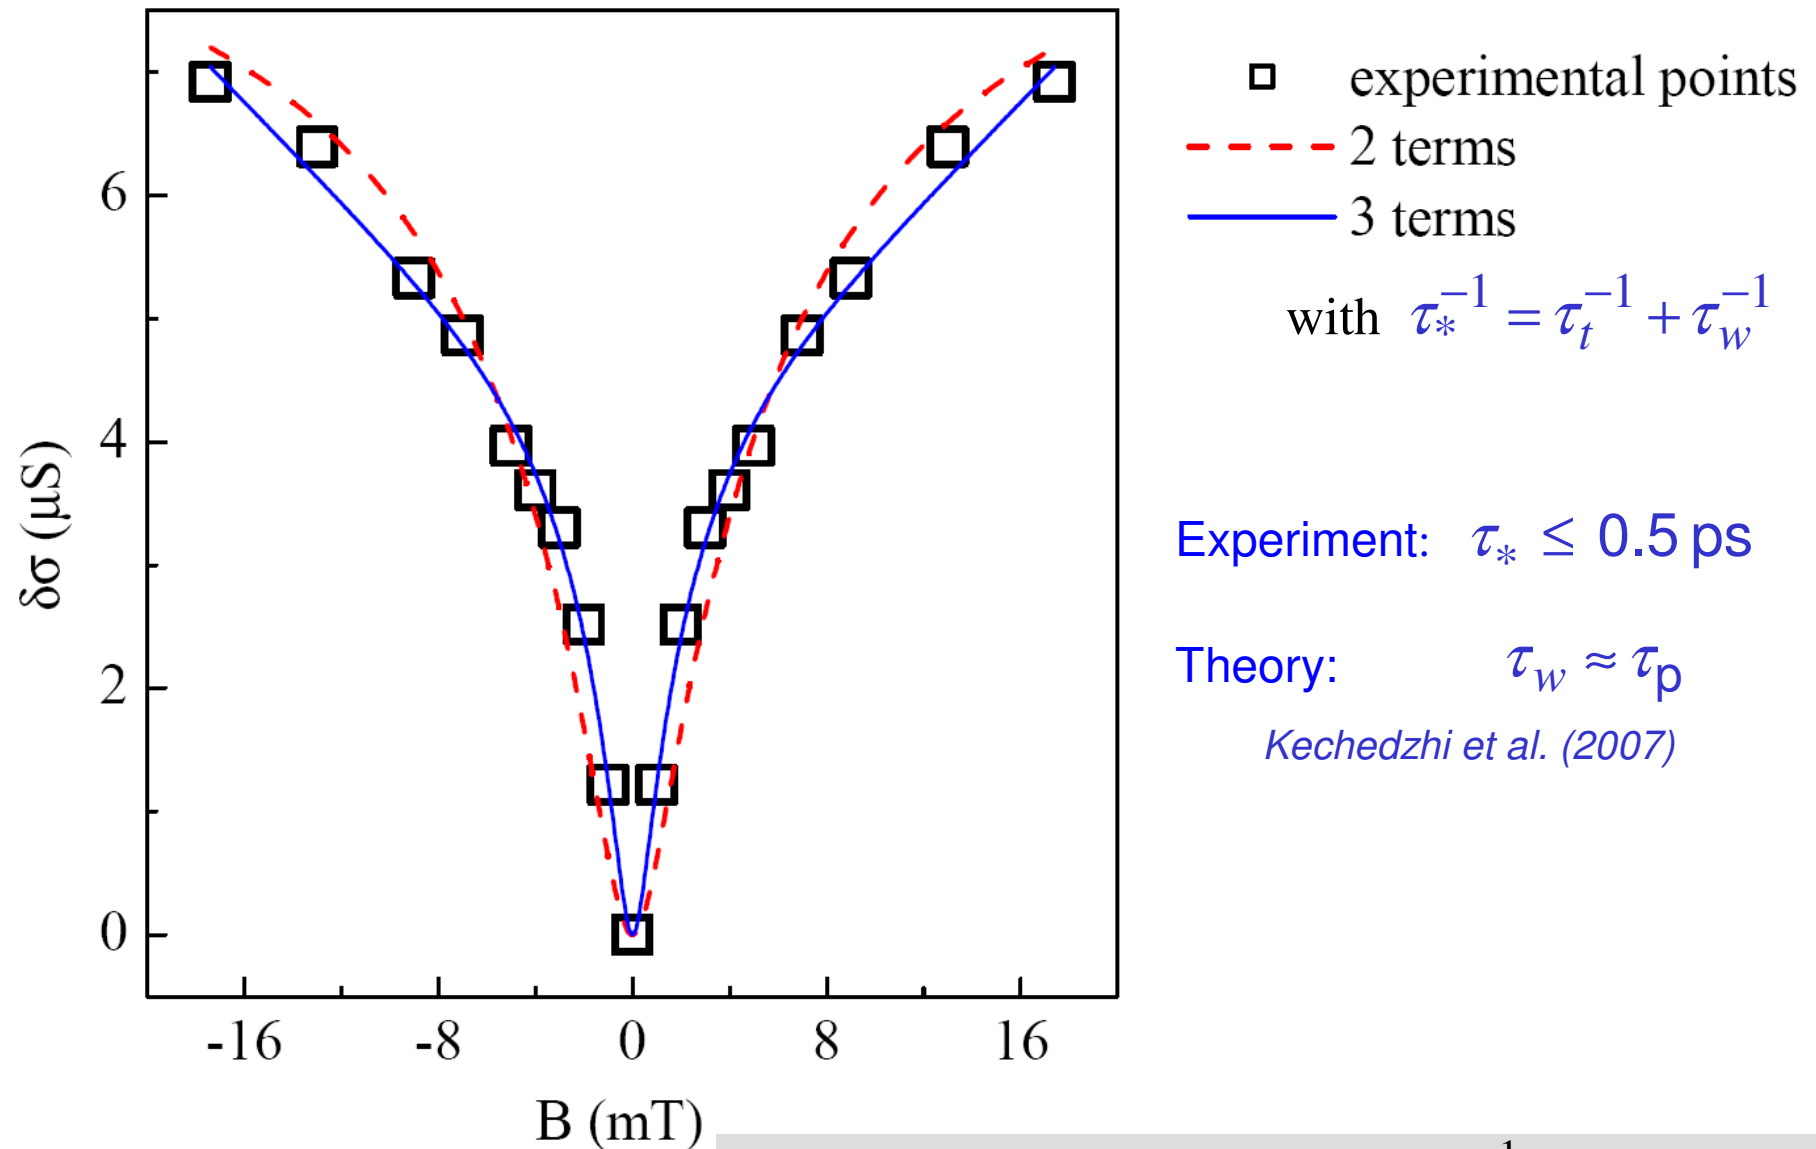 experimental points
2 terms
3 terms
with τ*⁻¹ = τt⁻¹ + τw⁻¹
Experiment: τ* ≤ 0.5 ps
Theory: τw ≈ τp
Kechedzhi et al. (2007)
δσ (μS)
6
4
2
0
-16 -8 0 8 16
B (mT)